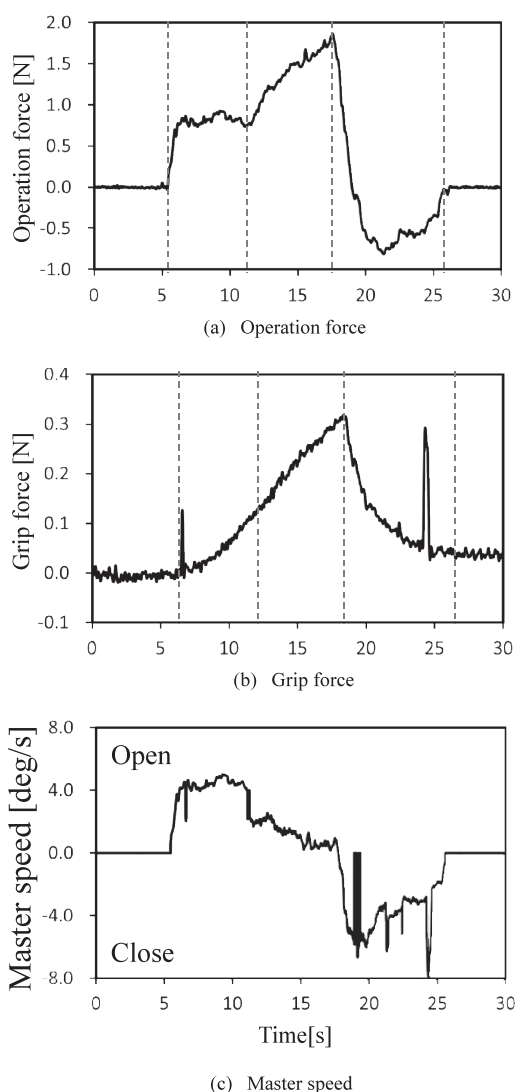 2.0
1.5
1.0
0.5
0.0
-0.5
-1.0
Operation force [N]
0 5 10 15 20 25 30
(a) Operation force
0.4
0.3
0.2
0.1
0.0
-0.1
Grip force [N]
0 5 10 15 20 25 30
(b) Grip force
8.0
4.0
0.0
-4.0
8.0
Master speed [deg/s]
Open
Close
0 5 10 15 20 25 30
Time[s]
(c) Master speed